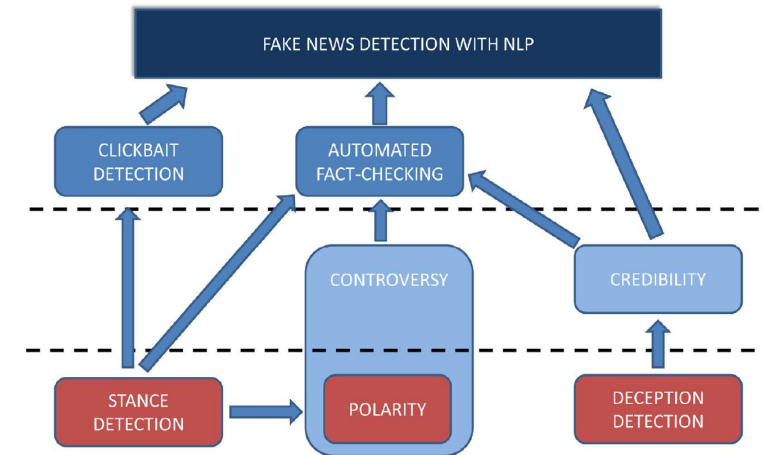 FAKE NEWS DETECTION WITH NLP
CLICKBAIT
DETECTION
AUTOMATED
FACT-CHECKING
CONTROVERSY
CREDIBILITY
STANCE
DETECTION
POLARITY
DECEPTION
DETECTION